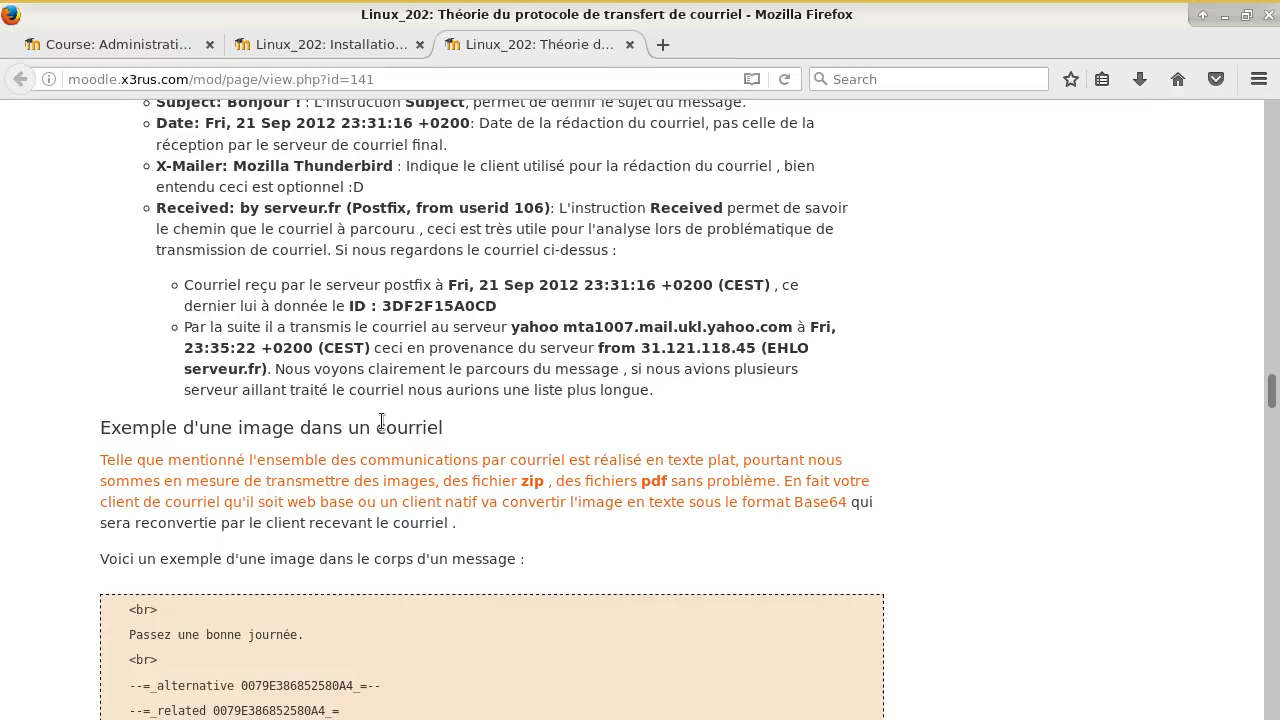 Linux_202: Théorie du protocole de transfert de courriel - Mozilla Firefox
Course: Administrati...
Linux_202: Installatio...
Linux_202: Théorie d...
moodle.x3rus.com/mod/page/view.php?id=141
Search
Subject: Bonjour ! : L'instruction Subject, permet de définir le sujet du message.
Date: Fri, 21 Sep 2012 23:31:16 +0200: Date de la rédaction du courriel, pas celle de la
réception par le serveur de courriel final.
X-Mailer: Mozilla Thunderbird : Indique le client utilisé pour la rédaction du courriel , bien
entendu ceci est optionnel :D
Received: by serveur.fr (Postfix, from userid 106): L'instruction Received permet de savoir
le chemin que le courriel à parcouru , ceci est très utile pour l'analyse lors de problématique de
transmission de courriel. Si nous regardons le courriel ci-dessus :
Courriel reçu par le serveur postfix à Fri, 21 Sep 2012 23:31:16 +0200 (CEST) , ce
dernier lui à donnée le ID : 3DF2F15A0CD
Par la suite il a transmis le courriel au serveur yahoo mta1007.mail.ukl.yahoo.com à Fri,
23:35:22 +0200 (CEST) ceci en provenance du serveur from 31.121.118.45 (EHLO
serveur.fr). Nous voyons clairement le parcours du message , si nous avions plusieurs
serveur aillant traité le courriel nous aurions une liste plus longue.
Exemple d'une image dans un courriel
Telle que mentionné l'ensemble des communications par courriel est réalisé en texte plat, pourtant nous
sommes en mesure de transmettre des images, des fichier zip , des fichiers pdf sans problème. En fait votre
client de courriel qu'il soit web base ou un client natif va convertir l'image en texte sous le format Base64 qui
sera reconvertie par le client recevant le courriel .
Voici un exemple d'une image dans le corps d'un message :
<br>
Passez une bonne journée.
<br>
--=_alternative 0079E386852580A4_=--
--=_related 0079E386852580A4_=